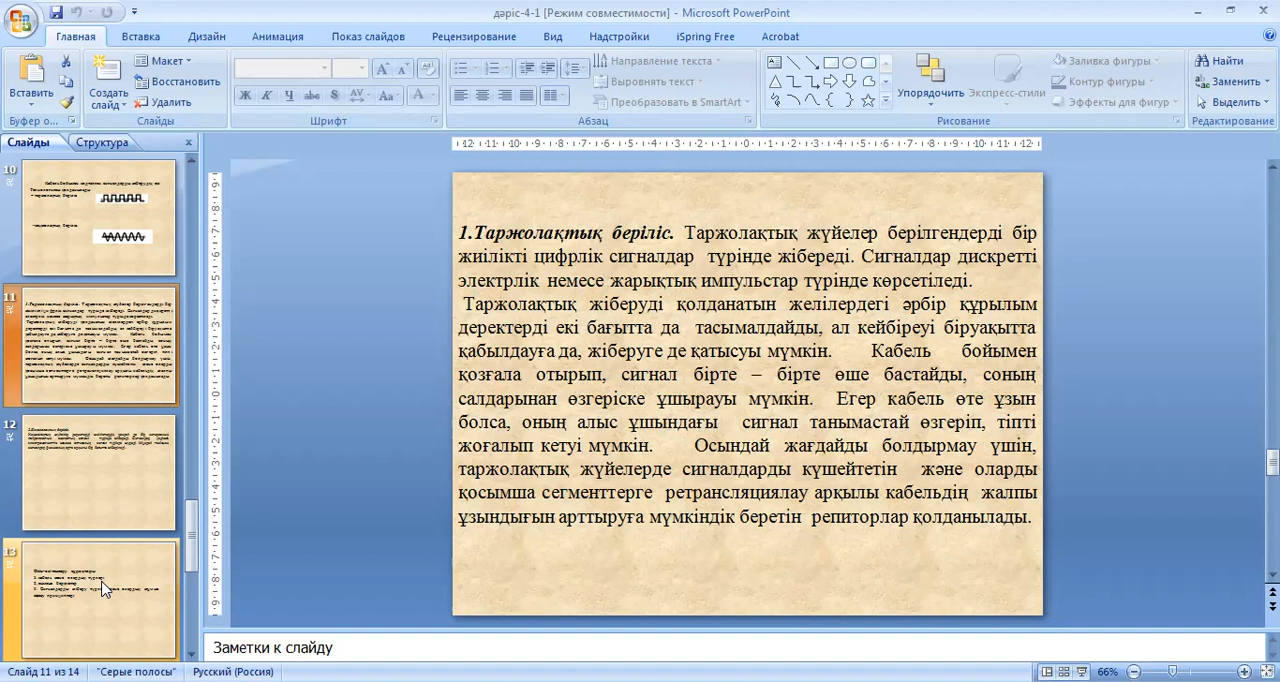 дәріс-4-1 [Режим совместимости] - Microsoft PowerPoint
Главная Вставка Дизайн Анимация Показ слайдов Рецензирование Вид Надстройки iSpring Free Acrobat
Вставить
Буфер о...
Создать слайд
Макет
Восстановить
Удалить
Слайды
Ж К Ч abc S AV Aa A
Шрифт
Направление текста
Выровнять текст
Преобразовать в SmartArt
Абзац
Упорядочить
Экспресс-стили
Заливка фигуры
Контур фигуры
Эффекты для фигур
Рисование
Найти
Заменить
Выделить
Редактирование
Слайды Структура
10
11
12
13
1.Таржолақтық беріліс. Таржолақтық жүйелер берілгендерді бір
жиілікті цифрлік сигналдар түрінде жібереді. Сигналдар дискретті
электрлік немесе жарықтық импульстар түрінде көрсетіледі.
Таржолақтық жіберуді қолданатын желілердегі әрбір құрылым
деректерді екі бағытта да тасымалдайды, ал кейбіреуі біруақытта
қабылдауға да, жіберуге де қатысуы мүмкін. Кабель бойымен
қозғала отырып, сигнал бірте – бірте өше бастайды, соның
салдарынан өзгеріске ұшырауы мүмкін. Егер кабель өте ұзын
болса, оның алыс ұшындағы сигнал танымастай өзгеріп, тіпті
жоғалып кетуі мүмкін. Осындай жағдайды болдырмау үшін,
таржолақтық жүйелерде сигналдарды күшейтетін және оларды
қосымша сегменттерге ретрансляциялау арқылы кабельдің жалпы
ұзындығын арттыруға мүмкіндік беретін репиторлар қолданылады.
Заметки к слайду
Слайд 11 из 14 "Серые полосы" Русский (Россия) 66%